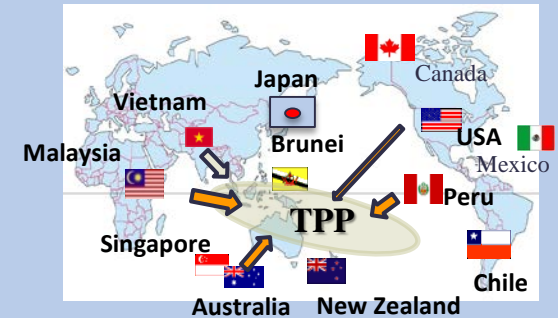 Canada
Japan
Vietnam
USA
Brunei
Malaysia
Mexico
Peru
TPP
Singapore
Chile
Australia
New Zealand